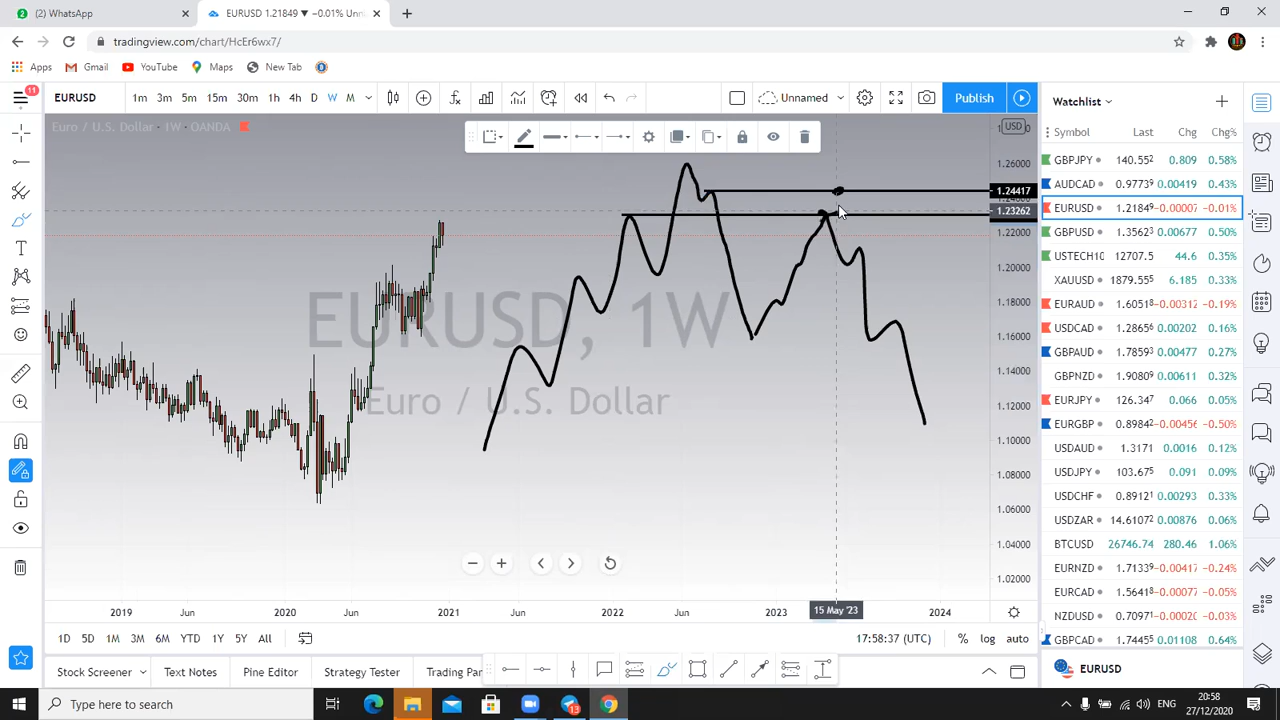 (2) WhatsApp
EURUSD 1.21849 −0.01% Unn
tradingview.com/chart/HcEr6wx7/
Apps Gmail YouTube Maps New Tab
11
EURUSD 1m 3m 5m 15m 30m 1h 4h D W M Unnamed Publish
Euro / U.S. Dollar · 1W · OANDA
USD
1.26000
1.24417
1.23262
1.22000
1.20000
1.18000
1.16000
1.14000
1.12000
1.10000
1.08000
1.06000
1.04000
1.02000
EURUSD, 1W
Euro / U.S. Dollar
2019 Jun 2020 Jun 2021 Jun 2022 Jun 2023 15 May '23 2024
1D 5D 1M 3M 6M YTD 1Y 5Y All 17:58:37 (UTC) % log auto
Stock Screener Text Notes Pine Editor Strategy Tester Trading Pan
Watchlist
Symbol Last Chg Chg%
GBPJPY 140.552 0.809 0.58%
AUDCAD 0.97739 0.00419 0.43%
EURUSD 1.21849 −0.00007 −0.01%
GBPUSD 1.35623 0.00677 0.50%
USTECH10 12707.5 44.6 0.35%
XAUUSD 1879.555 6.185 0.33%
EURAUD 1.60518 −0.00312 −0.19%
USDCAD 1.28656 0.00202 0.16%
GBPAUD 1.78593 0.00477 0.27%
GBPNZD 1.90809 0.00611 0.32%
EURJPY 126.347 0.066 0.05%
EURGBP 0.89842 −0.00456 −0.50%
USDAUD 1.3171 0.0016 0.12%
USDJPY 103.675 0.091 0.09%
USDCHF 0.89121 0.00293 0.33%
USDZAR 14.61072 0.00876 0.06%
BTCUSD 26746.74 280.46 1.06%
EURNZD 1.71339 −0.00417 −0.24%
EURCAD 1.56418 −0.00077 −0.05%
NZDUSD 0.70971 −0.00020 −0.03%
GBPCAD 1.74455 0.01108 0.64%
EURUSD
Type here to search
13
ENG
20:58
27/12/2020